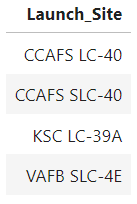 Launch_Site
CCAFS LC-40
CCAFS SLC-40
KSC LC-39A
VAFB SLC-4E